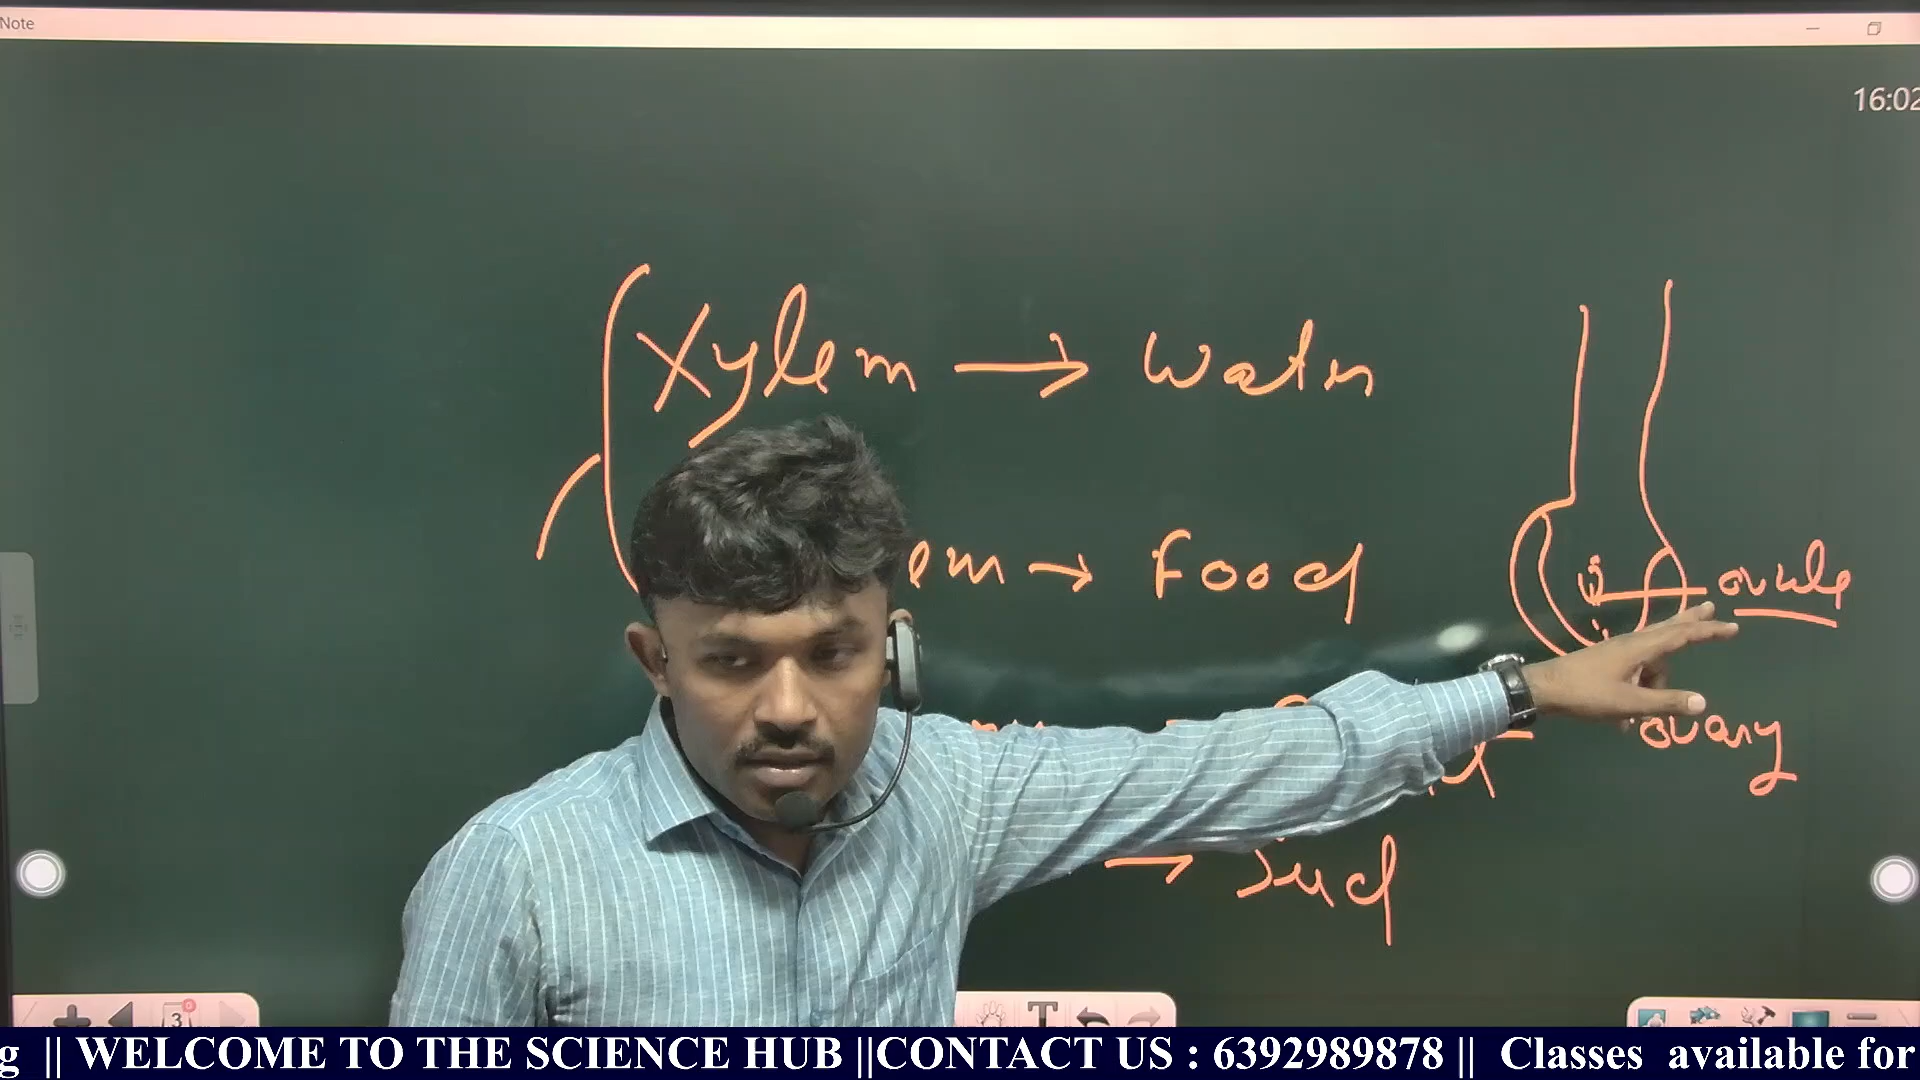 Note
16:02
Xylem → Water
em → Food
ovule
ovary
→ Seed
3
T
g || WELCOME TO THE SCIENCE HUB ||CONTACT US : 6392989878 || Classes available for